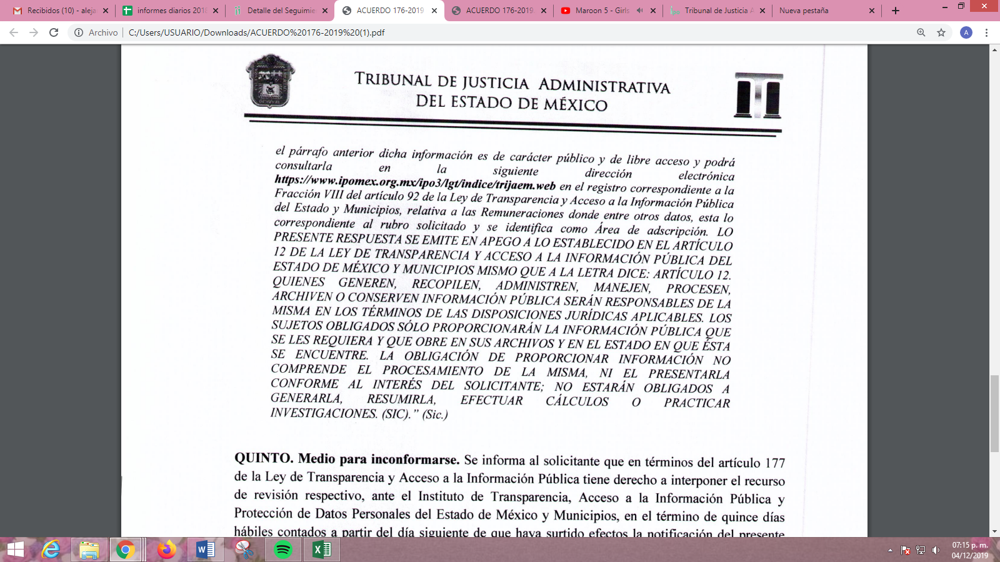 Recibidos (10) - aleja
informes diarios 2018
Detalle del Seguimie
ACUERDO 176-2019
ACUERDO 176-2019
Maroon 5 - Girls
Tribunal de Justicia A
Nueva pestaña
Archivo
C:/Users/USUARIO/Downloads/ACUERDO%20176-2019%20(1).pdf
A
TRIBUNAL DE JUSTICIA ADMINISTRATIVA
DEL ESTADO DE MÉXICO
el párrafo anterior dicha información es de carácter público y de libre acceso y podrá
consultarla en la siguiente dirección electrónica
https://www.ipomex.org.mx/ipo3/lgt/indice/trijaem.web en el registro correspondiente a la
Fracción VIII del artículo 92 de la Ley de Transparencia y Acceso a la Información Pública
del Estado y Municipios, relativa a las Remuneraciones donde entre otros datos, esta lo
correspondiente al rubro solicitado y se identifica como Área de adscripción. LO
PRESENTE RESPUESTA SE EMITE EN APEGO A LO ESTABLECIDO EN EL ARTÍCULO
12 DE LA LEY DE TRANSPARENCIA Y ACCESO A LA INFORMACIÓN PÚBLICA DEL
ESTADO DE MÉXICO Y MUNICIPIOS MISMO QUE A LA LETRA DICE: ARTÍCULO 12.
QUIENES GENEREN, RECOPILEN, ADMINISTREN, MANEJEN, PROCESEN,
ARCHIVEN O CONSERVEN INFORMACIÓN PÚBLICA SERÁN RESPONSABLES DE LA
MISMA EN LOS TÉRMINOS DE LAS DISPOSICIONES JURÍDICAS APLICABLES. LOS
SUJETOS OBLIGADOS SÓLO PROPORCIONARÁN LA INFORMACIÓN PÚBLICA QUE
SE LES REQUIERA Y QUE OBRE EN SUS ARCHIVOS Y EN EL ESTADO EN QUE ÉSTA
SE ENCUENTRE. LA OBLIGACIÓN DE PROPORCIONAR INFORMACIÓN NO
COMPRENDE EL PROCESAMIENTO DE LA MISMA, NI EL PRESENTARLA
CONFORME AL INTERÉS DEL SOLICITANTE; NO ESTARÁN OBLIGADOS A
GENERARLA, RESUMIRLA, EFECTUAR CÁLCULOS O PRACTICAR
INVESTIGACIONES. (SIC).” (Sic.)
QUINTO. Medio para inconformarse. Se informa al solicitante que en términos del artículo 177
de la Ley de Transparencia y Acceso a la Información Pública tiene derecho a interponer el recurso
de revisión respectivo, ante el Instituto de Transparencia, Acceso a la Información Pública y
Protección de Datos Personales del Estado de México y Municipios, en el término de quince días
hábiles contados a partir del día siguiente de que haya surtido efectos la notificación del presente
07:15 p. m.
04/12/2019